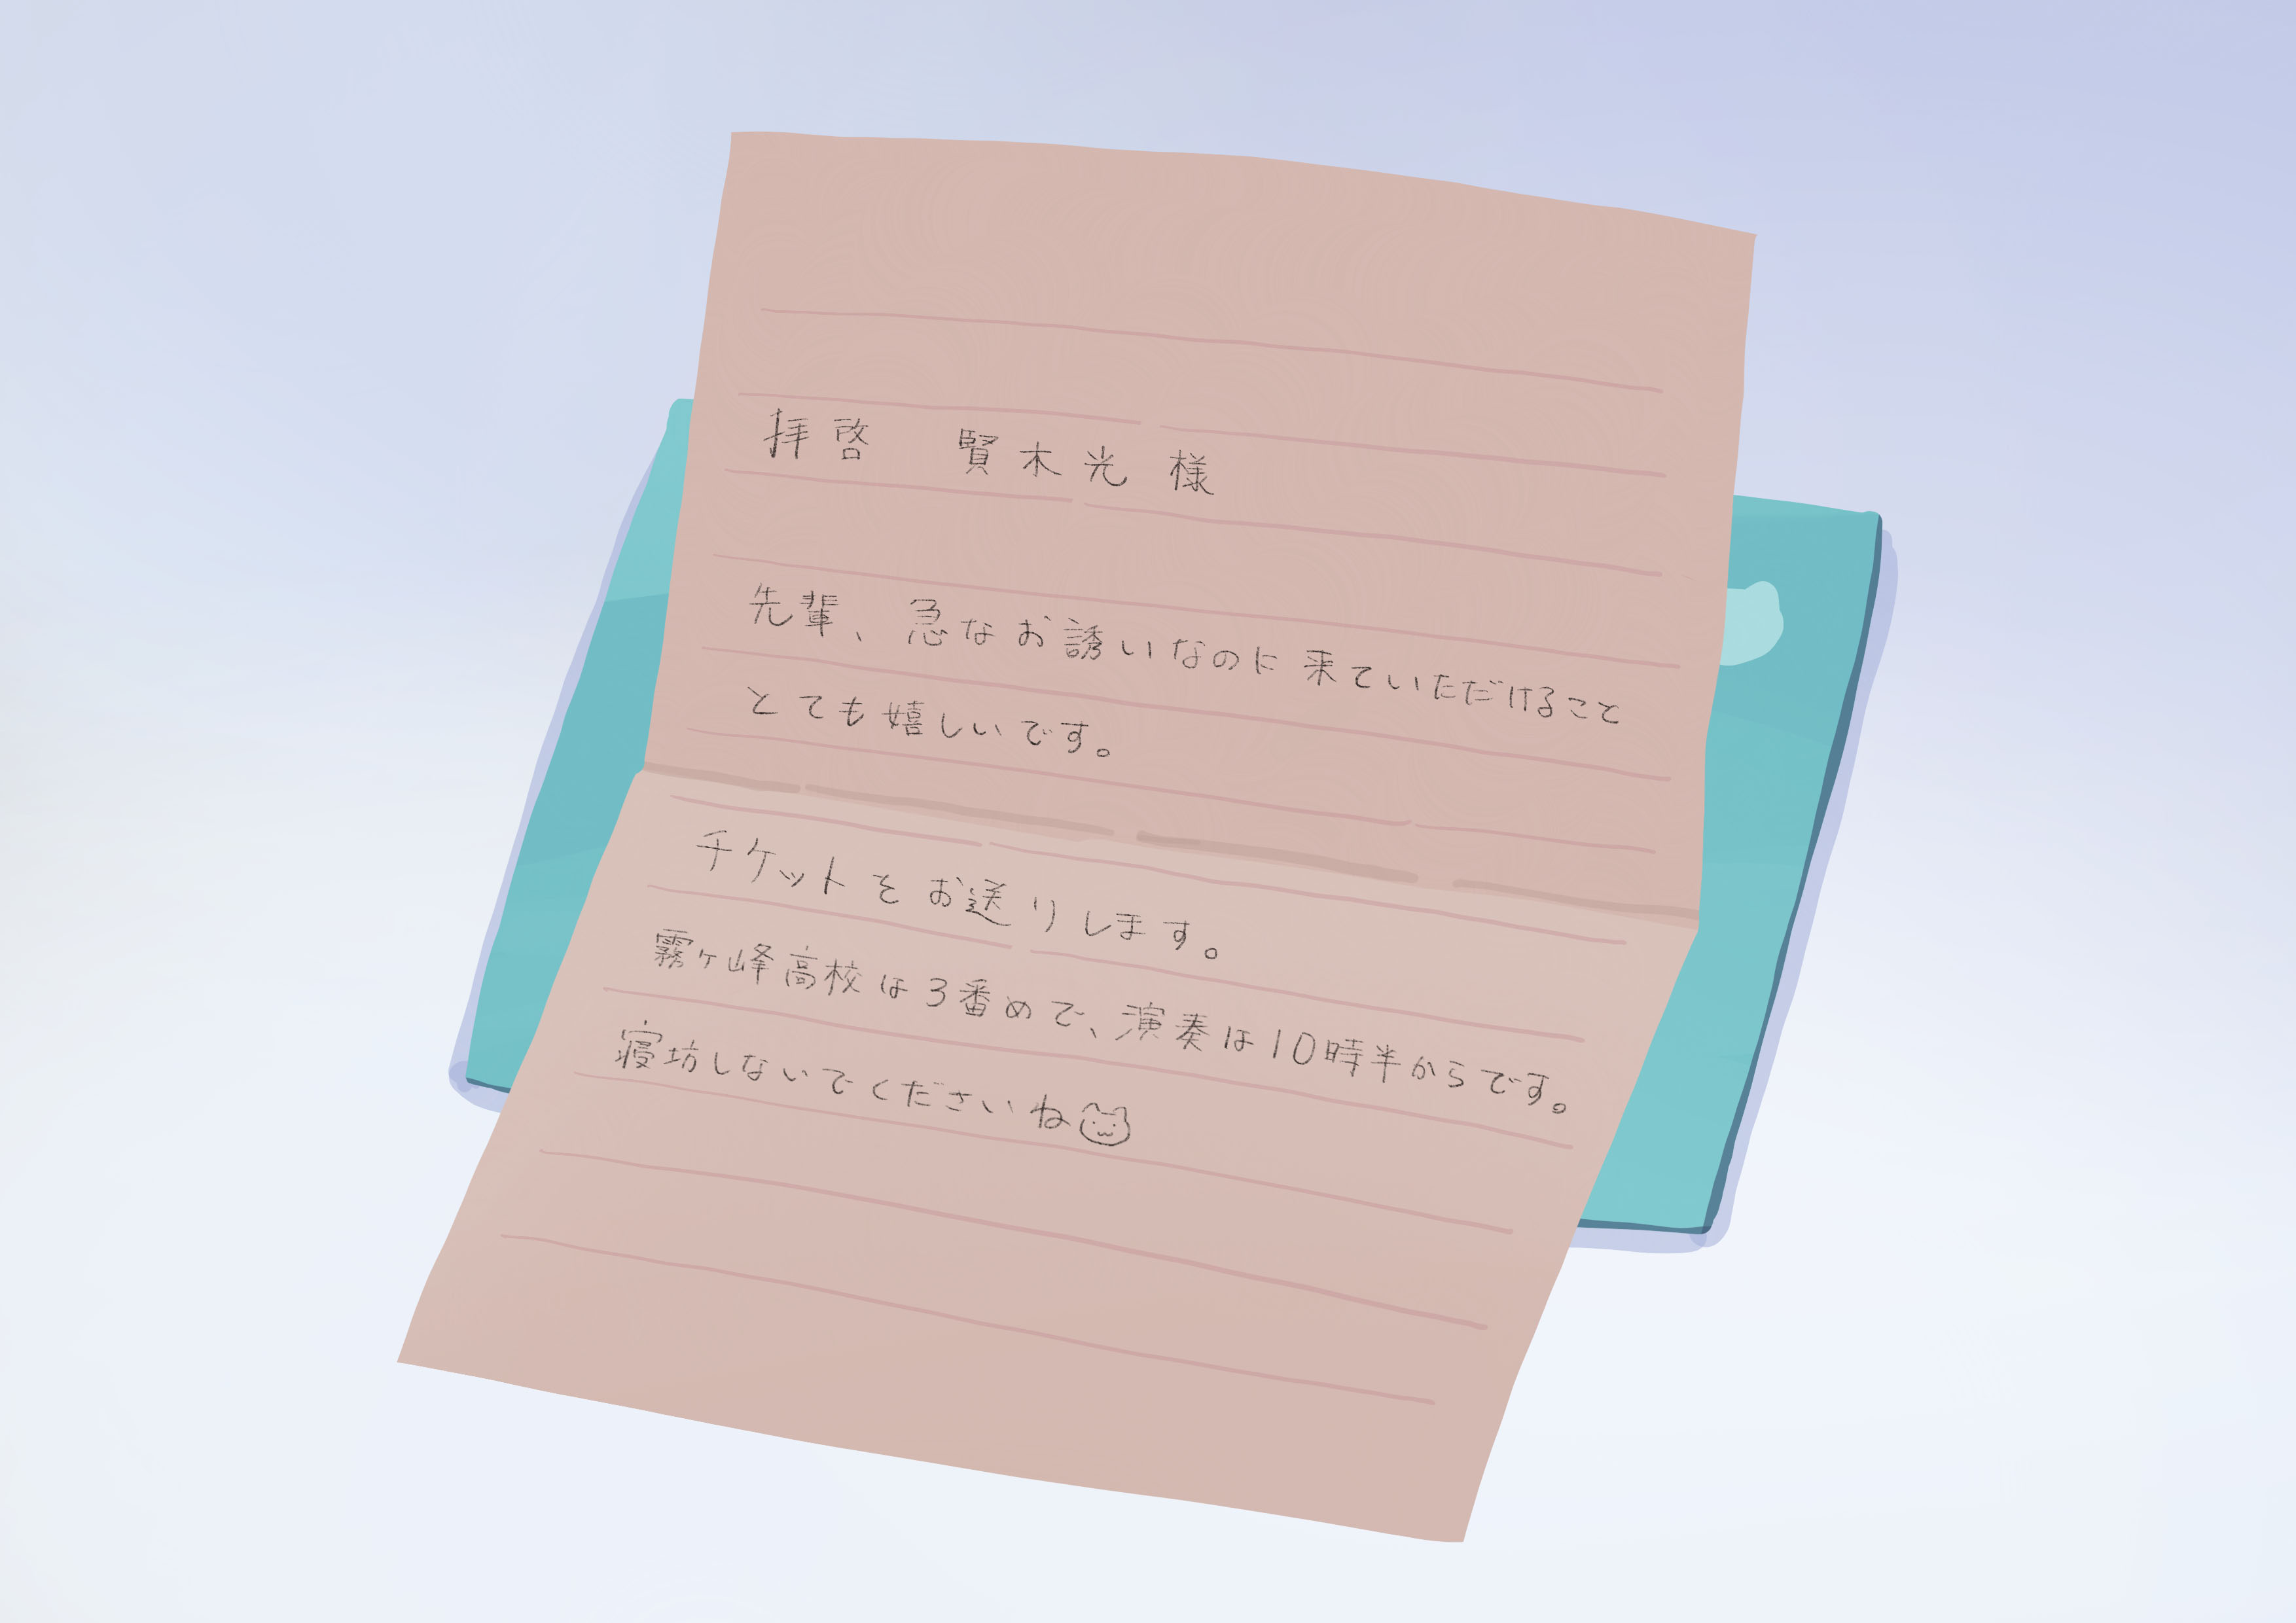 拝啓　賢木光 様
先輩、急なお誘いなのに来ていただけること
とても嬉しいです。
チケットをお送りします。
霧ヶ峰高校は3番めで、演奏は10時半からです。
寝坊しないでくださいね